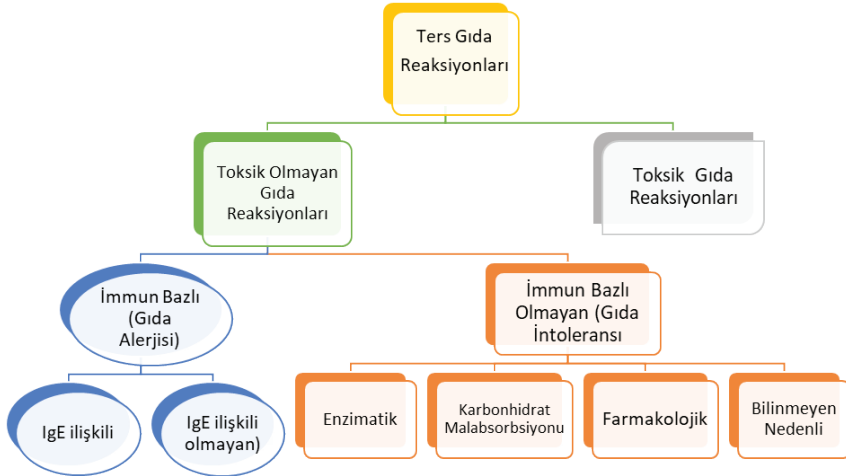 Ters Gıda
Reaksiyonları
Toksik Olmayan
Gıda
Reaksiyonları
Toksik Gıda
Reaksiyonları
İmmun Bazlı
(Gıda
Alerjisi)
İmmun Bazlı
Olmayan (Gıda
İntoleransı
IgE ilişkili
IgE ilişkili
olmayan)
Enzimatik
Karbonhidrat
Malabsorbsiyonu
Farmakolojik
Bilinmeyen
Nedenli